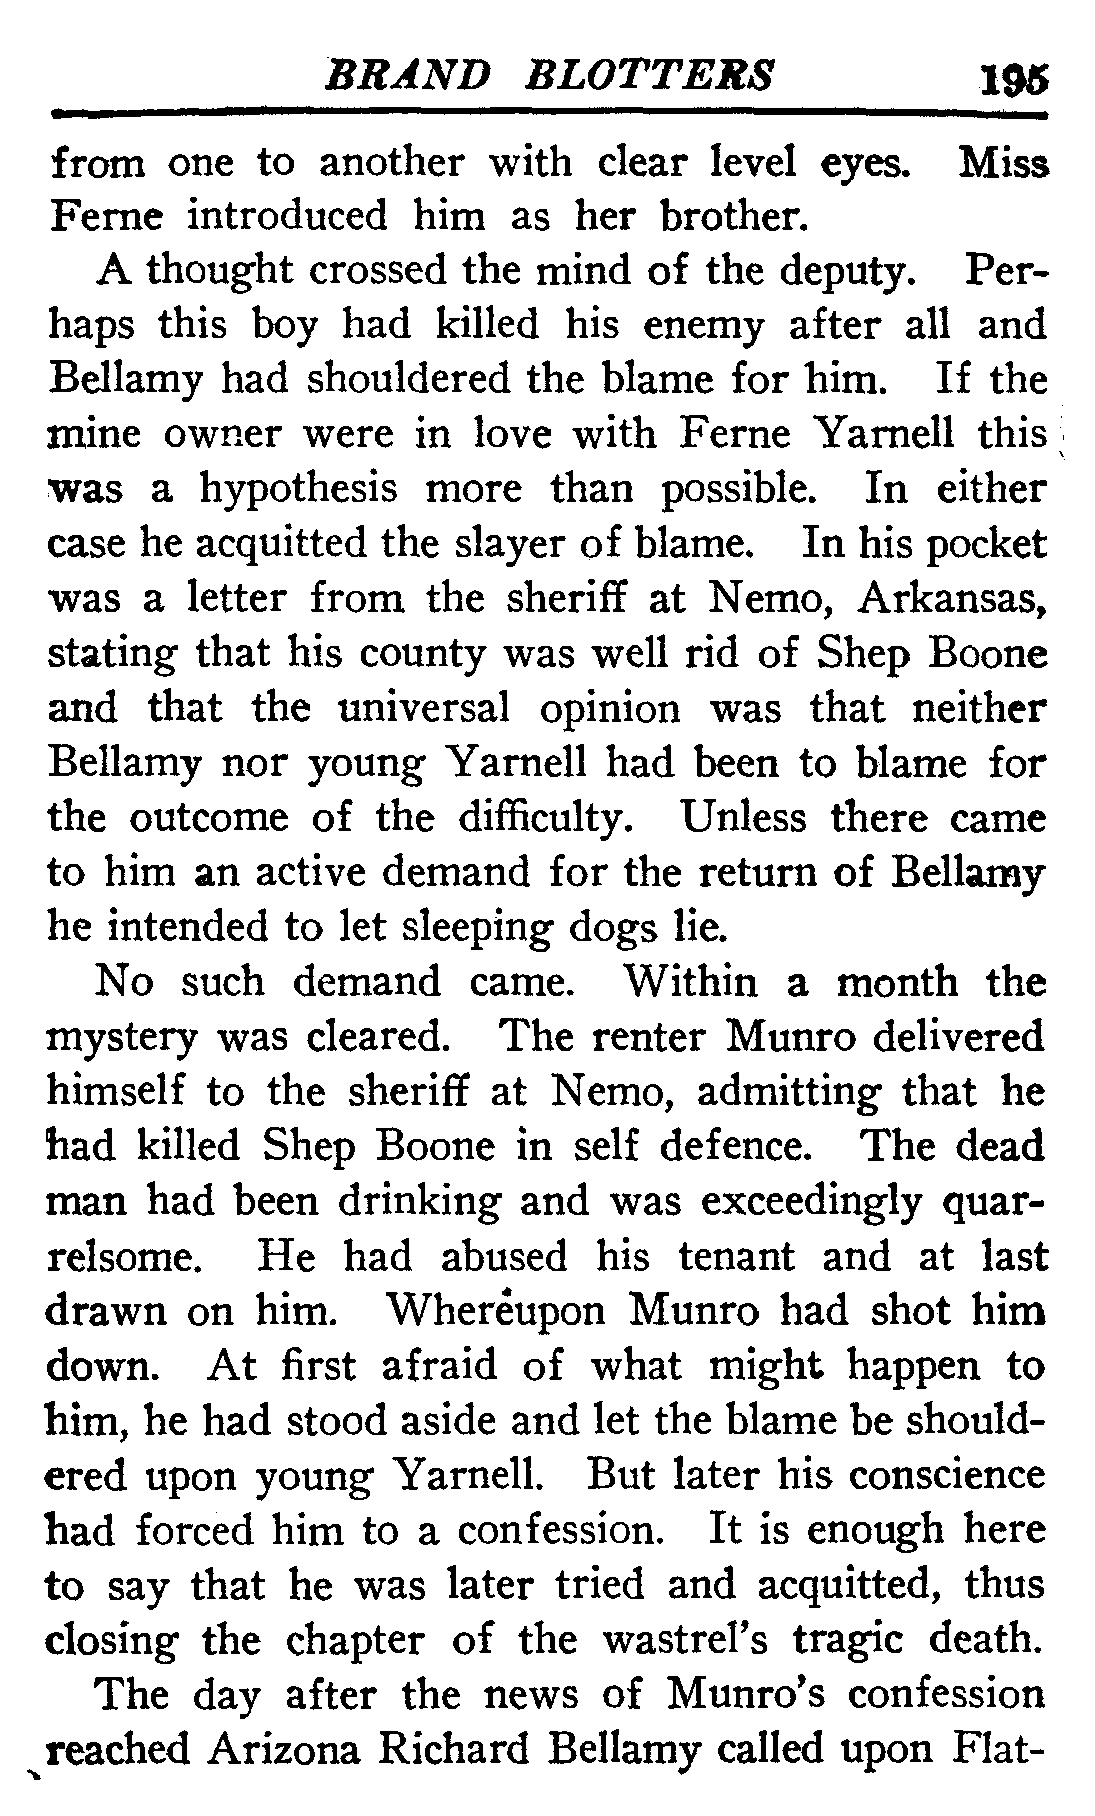 BRAND BLOTTERS 195
from one to another with clear level eyes. Miss
Ferne introduced him as her brother.
A thought crossed the mind of the deputy. Per-
haps this boy had killed his enemy after all and
Bellamy had shouldered the blame for him. If the
mine owner were in love with Ferne Yarnell this
was a hypothesis more than possible. In either
case he acquitted the slayer of blame. In his pocket
was a letter from the sheriff at Nemo, Arkansas,
stating that his county was well rid of Shep Boone
and that the universal opinion was that neither
Bellamy nor young Yarnell had been to blame for
the outcome of the difficulty. Unless there came
to him an active demand for the return of Bellamy
he intended to let sleeping dogs lie.
No such demand came. Within a month the
mystery was cleared. The renter Munro delivered
himself to the sheriff at Nemo, admitting that he
had killed Shep Boone in self defence. The dead
man had been drinking and was exceedingly quar-
relsome. He had abused his tenant and at last
drawn on him. Whereupon Munro had shot him
down. At first afraid of what might happen to
him, he had stood aside and let the blame be should-
ered upon young Yarnell. But later his conscience
had forced him to a confession. It is enough here
to say that he was later tried and acquitted, thus
closing the chapter of the wastrel's tragic death.
The day after the news of Munro's confession
reached Arizona Richard Bellamy called upon Flat-